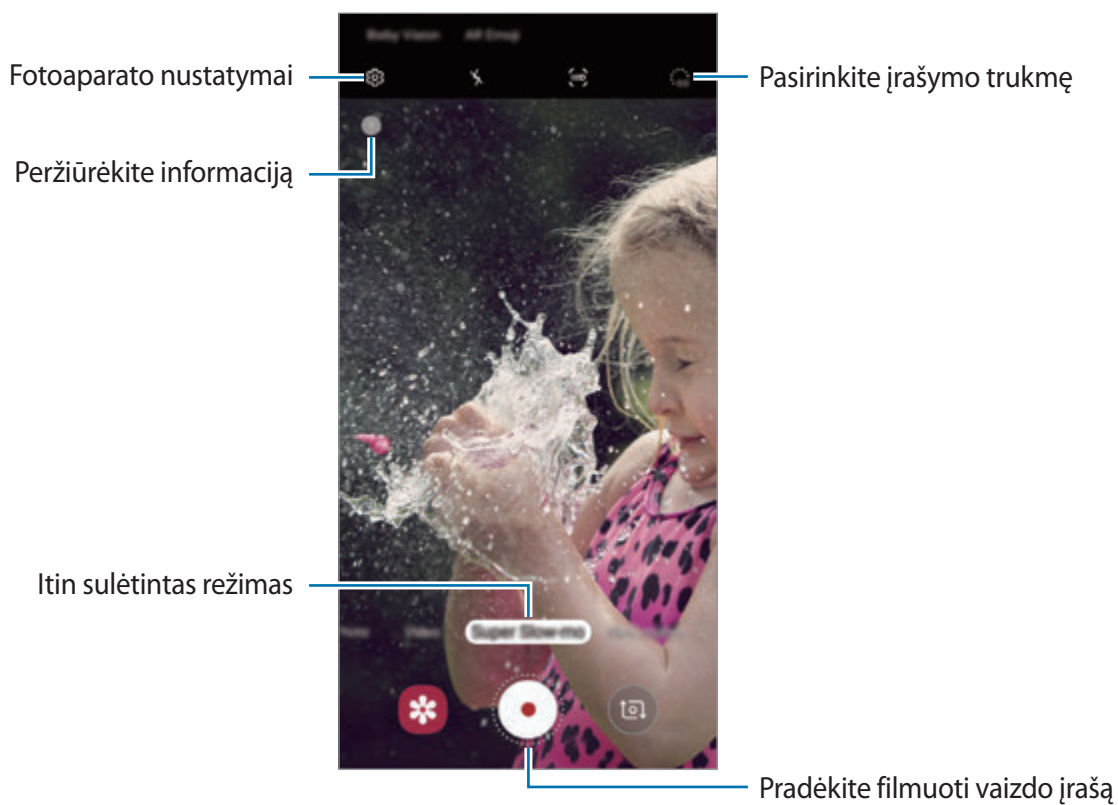 Fotoaparato nustatymai
Pasirinkite įrašymo trukmę
Peržiūrėkite informaciją
Itin sulėtintas režimas
Super Slow-mo
Pradėkite filmuoti vaizdo įrašą